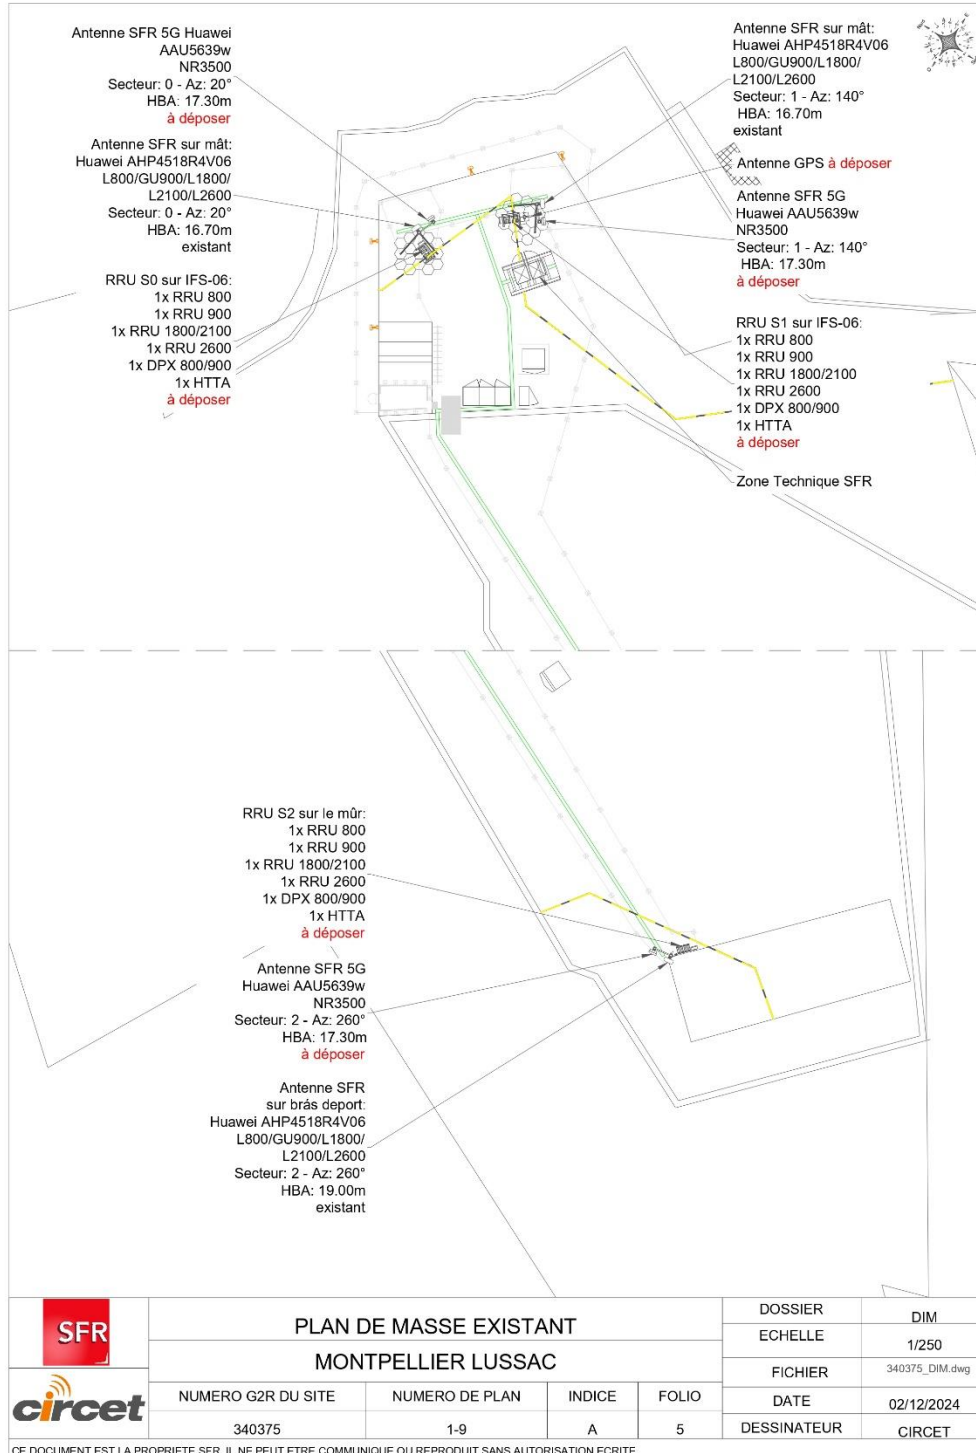 Antenne SFR 5G Huawei
AAU5639w
NR3500
Secteur: 0 - Az: 20°
HBA: 17.30m
à déposer
Antenne SFR sur mât:
Huawei AHP4518R4V06
L800/GU900/L1800/
L2100/L2600
Secteur: 0 - Az: 20°
HBA: 16.70m
existant
RRU S0 sur IFS-06:
1x RRU 800
1x RRU 900
1x RRU 1800/2100
1x RRU 2600
1x DPX 800/900
1x HTTA
à déposer
Antenne SFR sur mât:
Huawei AHP4518R4V06
L800/GU900/L1800/
L2100/L2600
Secteur: 1 - Az: 140°
HBA: 16.70m
existant
Antenne GPS à déposer
Antenne SFR 5G
Huawei AAU5639w
NR3500
Secteur: 1 - Az: 140°
HBA: 17.30m
à déposer
RRU S1 sur IFS-06:
1x RRU 800
1x RRU 900
1x RRU 1800/2100
1x RRU 2600
1x DPX 800/900
1x HTTA
à déposer
Zone Technique SFR
RRU S2 sur le mûr:
1x RRU 800
1x RRU 900
1x RRU 1800/2100
1x RRU 2600
1x DPX 800/900
1x HTTA
à déposer
Antenne SFR 5G
Huawei AAU5639w
NR3500
Secteur: 2 - Az: 260°
HBA: 17.30m
à déposer
Antenne SFR
sur brás deport:
Huawei AHP4518R4V06
L800/GU900/L1800/
L2100/L2600
Secteur: 2 - Az: 260°
HBA: 19.00m
existant
SFR
circet
PLAN DE MASSE EXISTANT
MONTPELLIER LUSSAC
NUMERO G2R DU SITE NUMERO DE PLAN INDICE FOLIO
340375 1-9 A 5
DOSSIER DIM
ECHELLE 1/250
FICHIER 340375_DIM.dwg
DATE 02/12/2024
DESSINATEUR CIRCET
CE DOCUMENT EST LA PROPRIETE SFR, IL NE PEUT ETRE COMMUNIQUE OU REPRODUIT SANS AUTORISATION ECRITE